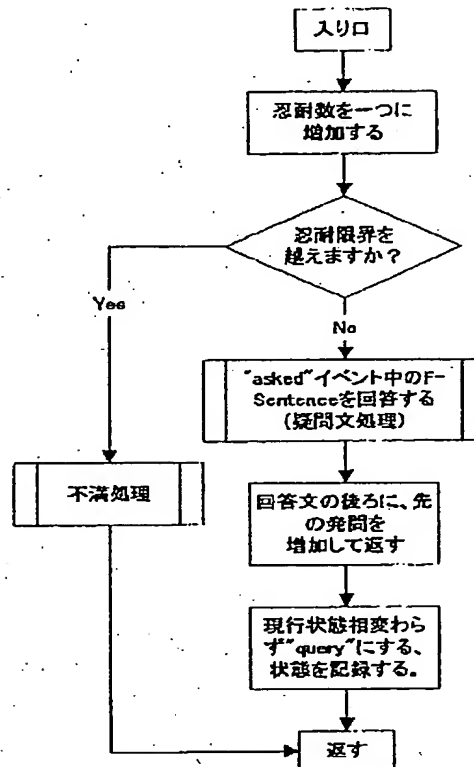 入り口
忍耐数を一つに
増加する
忍耐限界を
越えますか？
Yes
No
"asked"イベント中のF-
Sentenceを回答する
(疑問文処理)
不満処理
回答文の後ろに、先
の発問を
増加して返す
現行状態相変わら
ず"query"にする、
状態を記録する。
返す